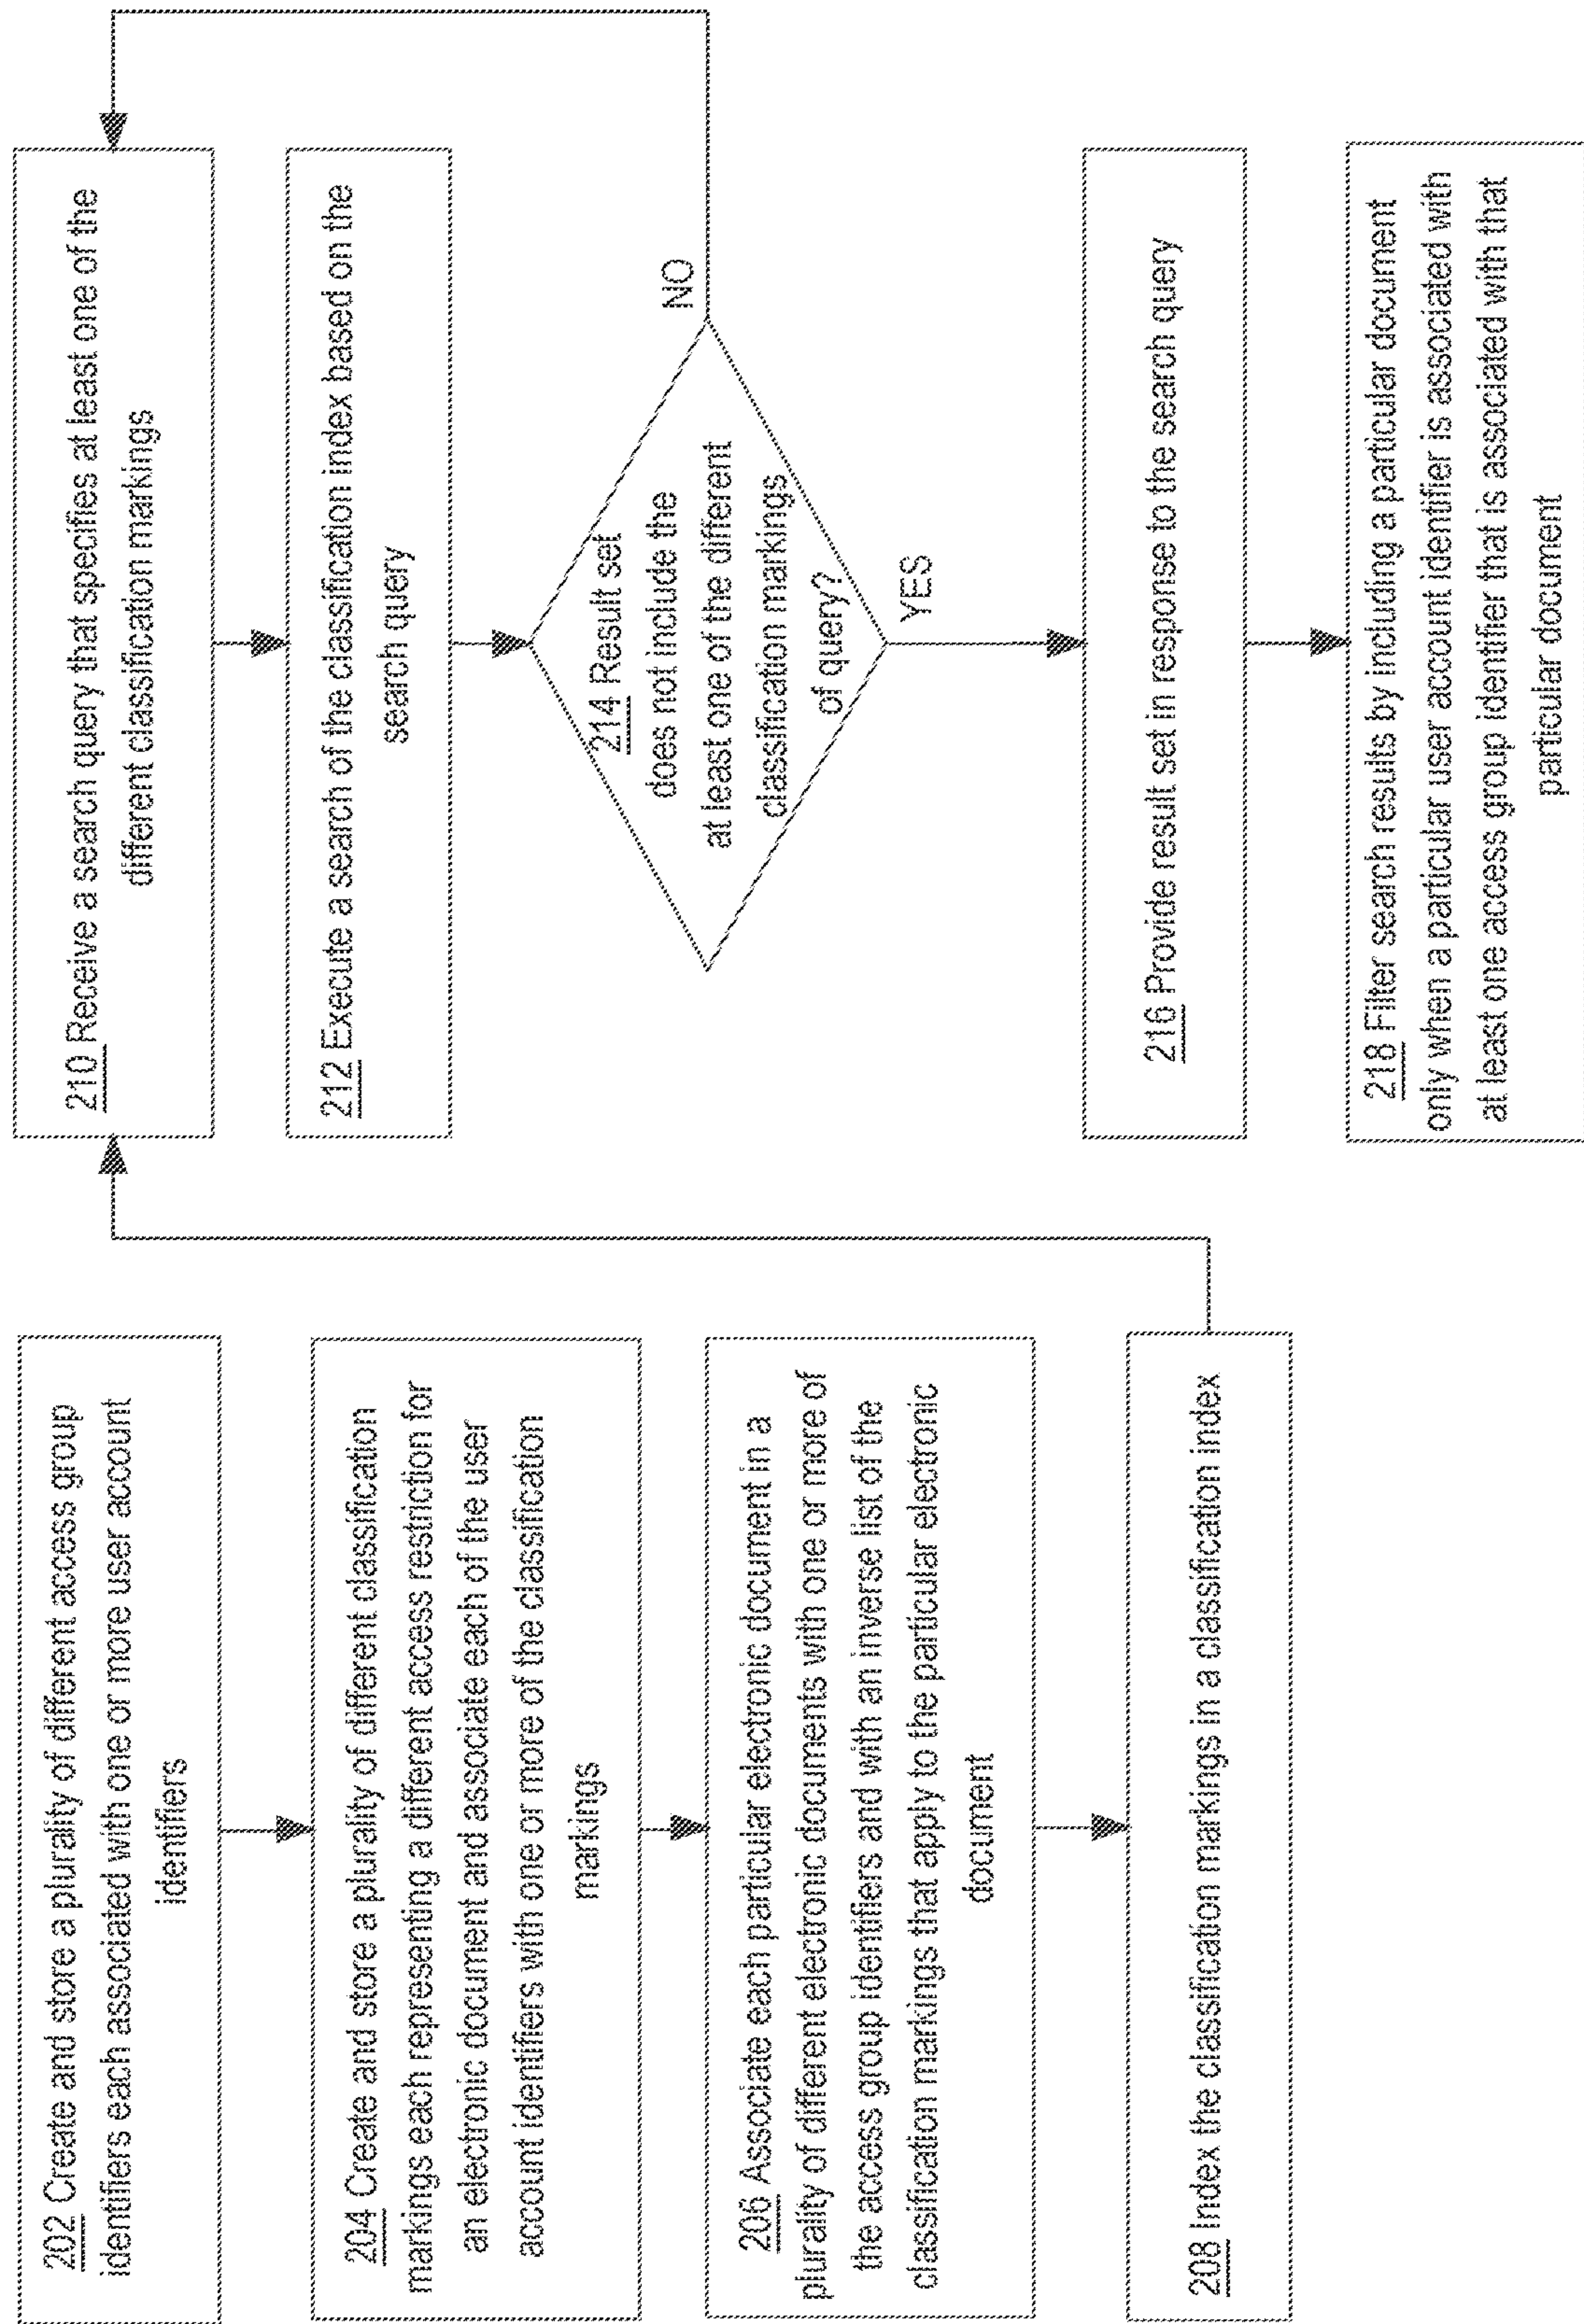 202 Create and store a plurality of different access group
identifiers each associated with one or more user account
identifiers
204 Create and store a plurality of different classification
markings each representing a different access restriction for
an electronic document and associate each of the user
account identifiers with one or more of the classification
markings
206 Associate each particular electronic document in a
plurality of different electronic documents with one or more of
the access group identifiers and with an inverse list of the
classification markings that apply to the particular electronic
document
208 Index the classification markings in a classification index
210 Receive a search query that specifies at least one of the
different classification markings
212 Execute a search of the classification index based on the
search query
214 Result set
does not include the
at least one of the different
classification markings
of query?
NO
YES
216 Provide result set in response to the search query
218 Filter search results by including a particular document
only when a particular user account identifier is associated with
at least one access group identifier that is associated with that
particular document